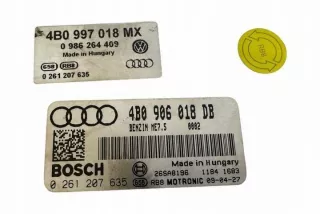 4B0 997 018 MX
0 986 264 409
Made in Hungary
0 261 207 635
4B0 906 018 DB
BENZIN ME7.5 0002
BOSCH
Made in Hungary
26SA8196 1184 1683
0 261 207 635
RB9 MOTRONIC 09-04-27